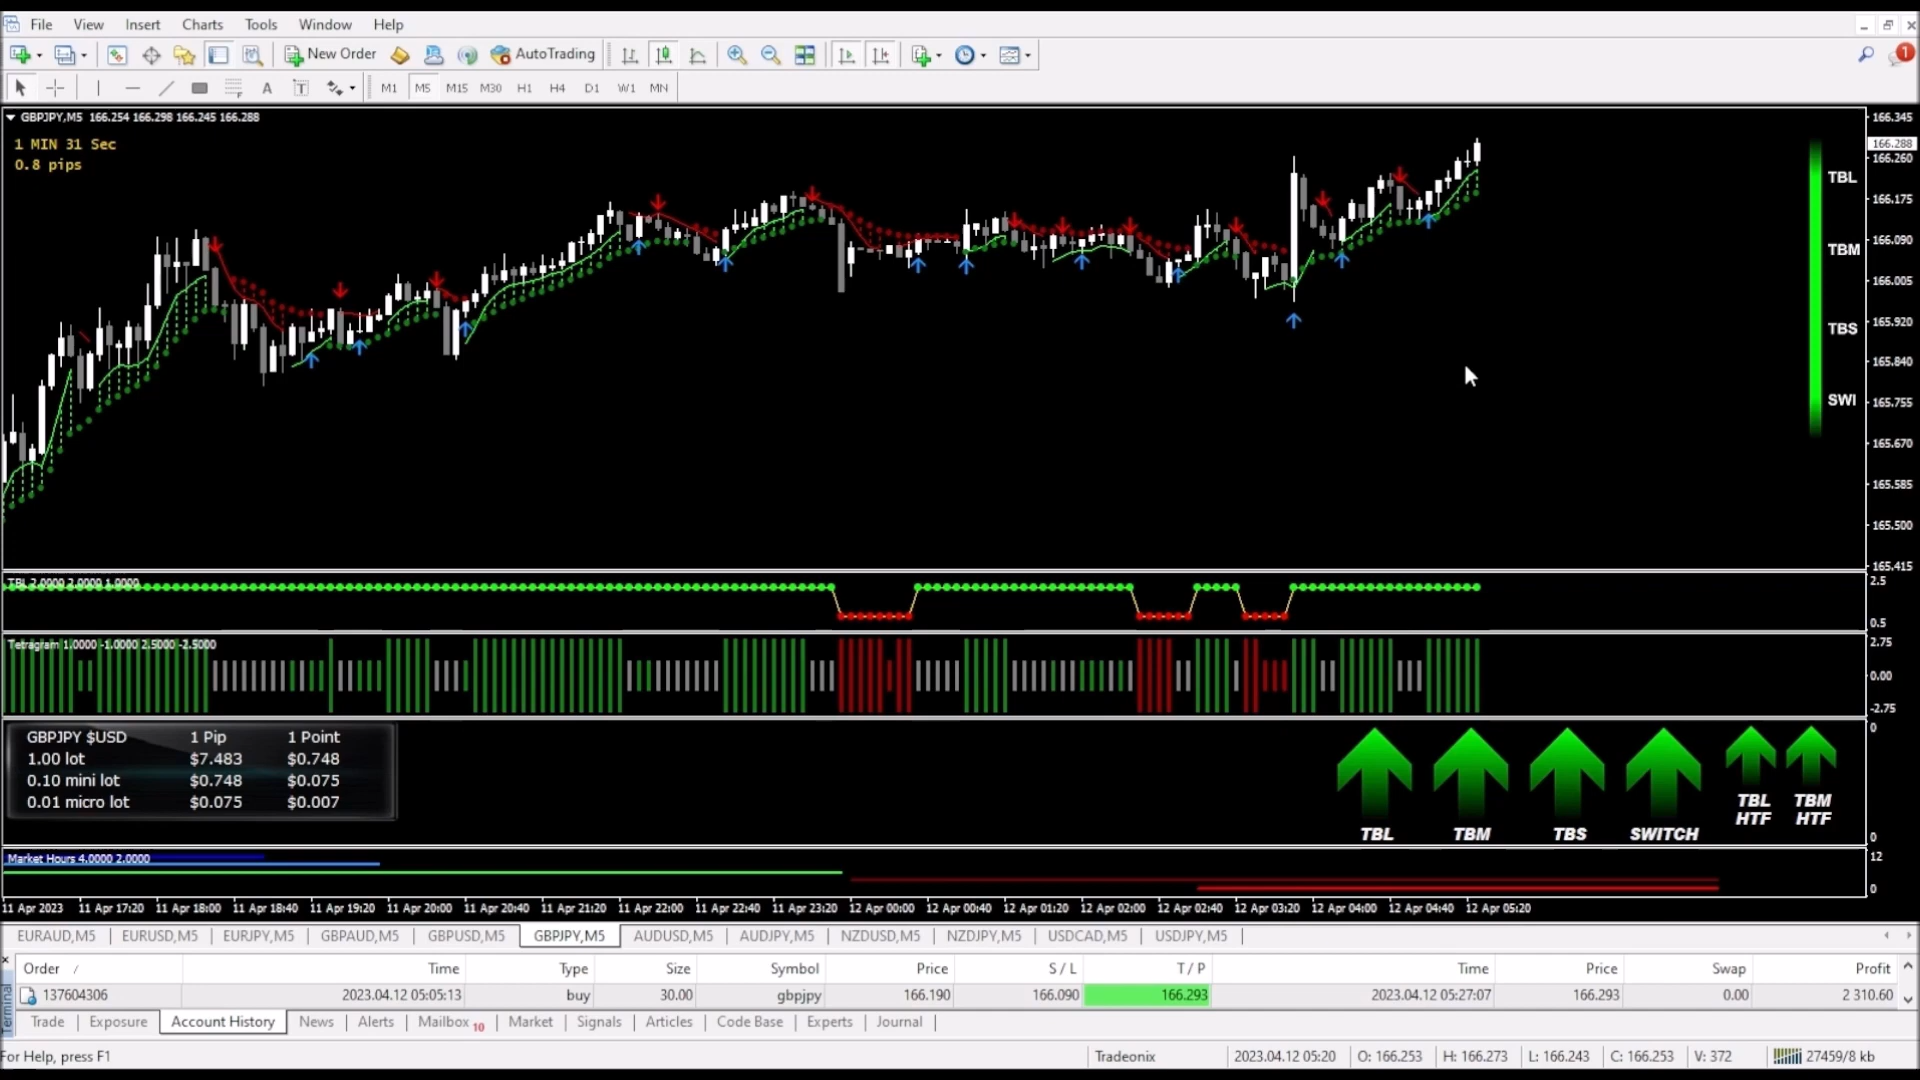 File View Insert Charts Tools Window Help
New Order AutoTrading 1
A T M1 M5 M15 M30 H1 H4 D1 W1 MN
GBPJPY,M5 166.254 166.298 166.245 166.288
1 MIN 31 Sec
0.8 pips
TBL
TBM
TBS
SWI
166.345
166.288
166.260
166.175
166.090
166.005
165.920
165.840
165.755
165.670
165.585
165.500
165.415
TBL 2.0000 2.0000 1.0000
2.5
0.5
Tetragram 1.0000 -1.0000 2.5000 -2.5000
2.75
0.00
-2.75
GBPJPY $USD 1 Pip 1 Point
1.00 lot $7.483 $0.748
0.10 mini lot $0.748 $0.075
0.01 micro lot $0.075 $0.007
TBL TBM TBS SWITCH TBL HTF TBM HTF
0
0
Market Hours 4.0000 2.0000
12
0
11 Apr 2023 11 Apr 17:20 11 Apr 18:00 11 Apr 18:40 11 Apr 19:20 11 Apr 20:00 11 Apr 20:40 11 Apr 21:20 11 Apr 22:00 11 Apr 22:40 11 Apr 23:20 12 Apr 00:00 12 Apr 00:40 12 Apr 01:20 12 Apr 02:00 12 Apr 02:40 12 Apr 03:20 12 Apr 04:00 12 Apr 04:40 12 Apr 05:20
EURAUD,M5 EURUSD,M5 EURJPY,M5 GBPAUD,M5 GBPUSD,M5 GBPJPY,M5 AUDUSD,M5 AUDJPY,M5 NZDUSD,M5 NZDJPY,M5 USDCAD,M5 USDJPY,M5
Order / Time Type Size Symbol Price S / L T / P Time Price Swap Profit
137604306 2023.04.12 05:05:13 buy 30.00 gbpjpy 166.190 166.090 166.293 2023.04.12 05:27:07 166.293 0.00 2 310.60
Terminal
Trade Exposure Account History News Alerts Mailbox 10 Market Signals Articles Code Base Experts Journal
For Help, press F1 Tradeonix 2023.04.12 05:20 O: 166.253 H: 166.273 L: 166.243 C: 166.253 V: 372 27459/8 kb